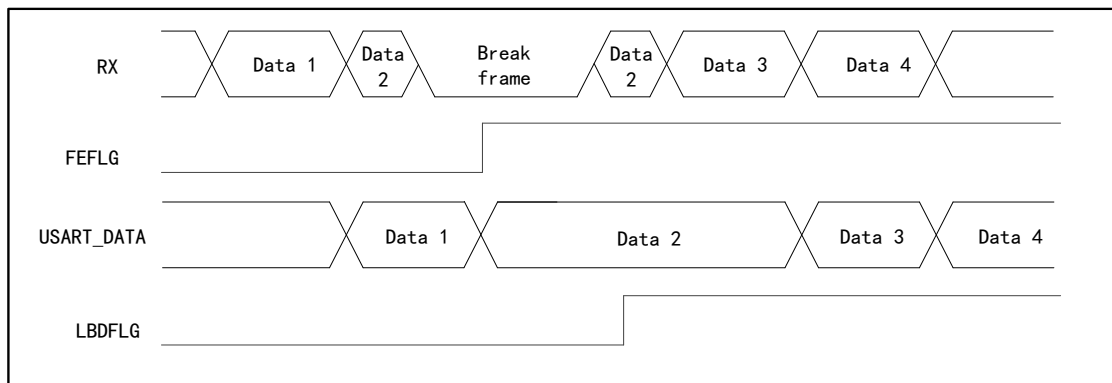 RX
Data 1
Data
2
Break
frame
Data
2
Data 3
Data 4
FEFLG
USART_DATA
Data 1
Data 2
Data 3
Data 4
LBDFLG